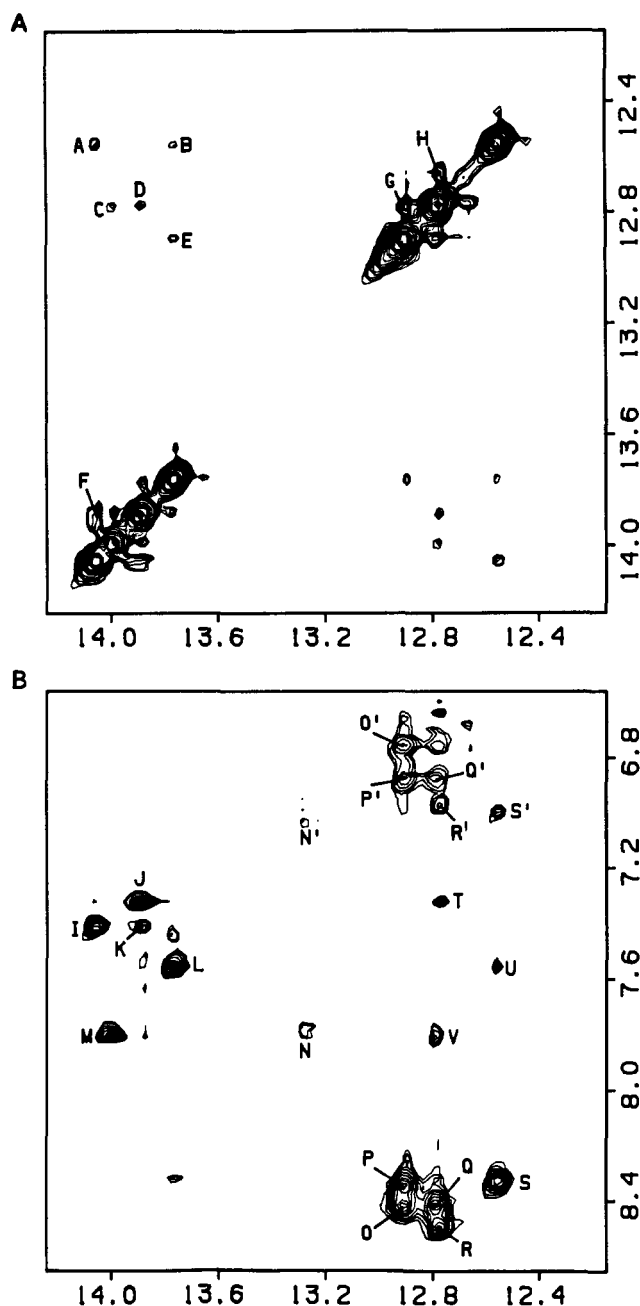 A
12.4
A
B
H
D
G
C
12.8
E
13.2
13.6
F
14.0
14.0 13.6 13.2 12.8 12.4
B
O'
6.8
P' Q'
N' R' S'
7.2
J
T
I
K
L U
7.6
M N V
8.0
P Q
S
8.4
O R
14.0 13.6 13.2 12.8 12.4